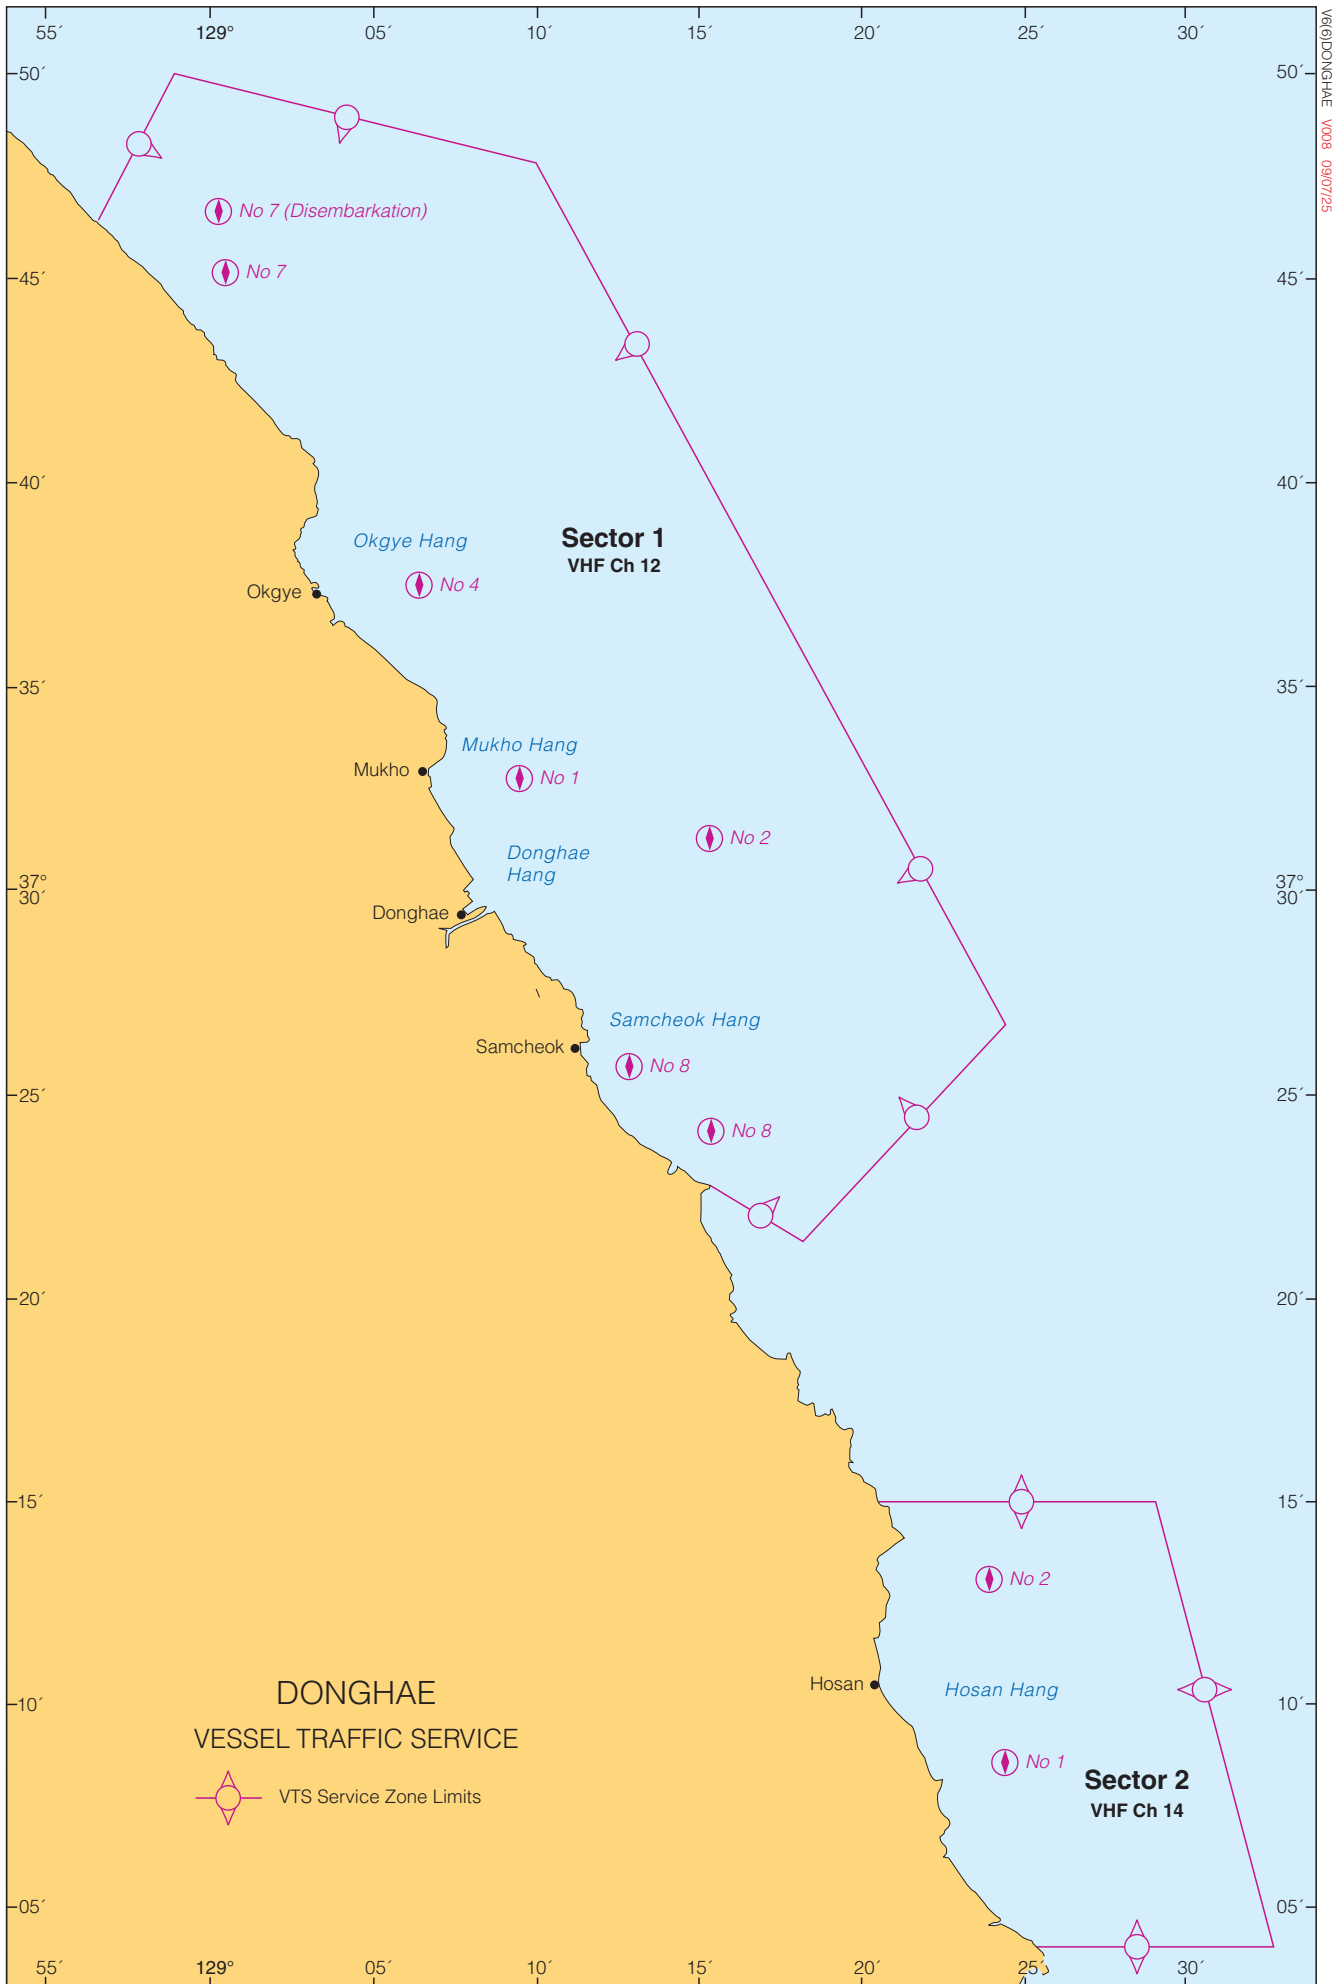 55´ 129° 05´ 10´ 15´ 20´ 25´ 30´
V6(6)DONGHAE V008 09/07/25
50´ 50´
No 7 (Disembarkation)
No 7
45´ 45´
40´ 40´
Sector 1
VHF Ch 12
Okgye Hang
No 4
Okgye
35´ 35´
Mukho Hang
Mukho
No 1
No 2
Donghae
Hang
37° 37°
30´ 30´
Donghae
Samcheok Hang
Samcheok
No 8
25´ 25´
No 8
20´ 20´
15´ 15´
No 2
Hosan
Hosan Hang
10´ 10´
No 1
Sector 2
VHF Ch 14
DONGHAE
VESSEL TRAFFIC SERVICE
VTS Service Zone Limits
05´ 05´
55´ 129° 05´ 10´ 15´ 20´ 25´ 30´